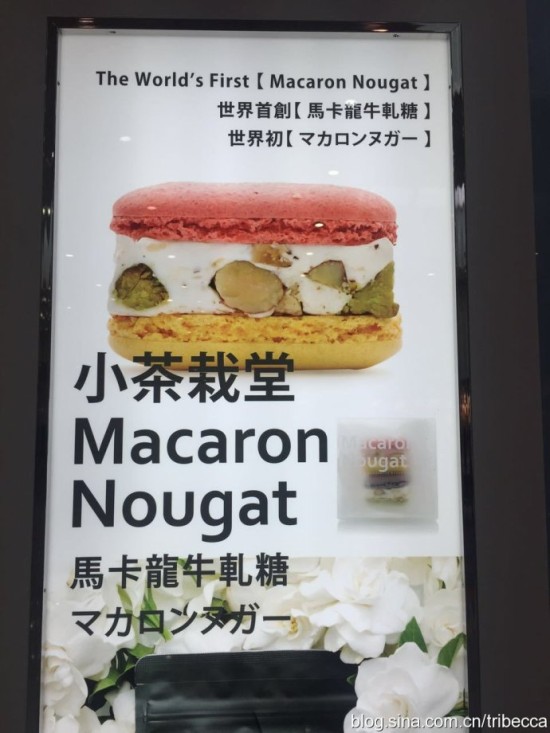 The World's First【 Macaron Nougat 】
世界首創【 馬卡龍牛軋糖 】
世界初【 マカロンヌガー 】
小茶栽堂
Macaron
Nougat
Macaron
Nougat
馬卡龍牛軋糖
マカロンヌガー
blog.sina.com.cn/tribecca